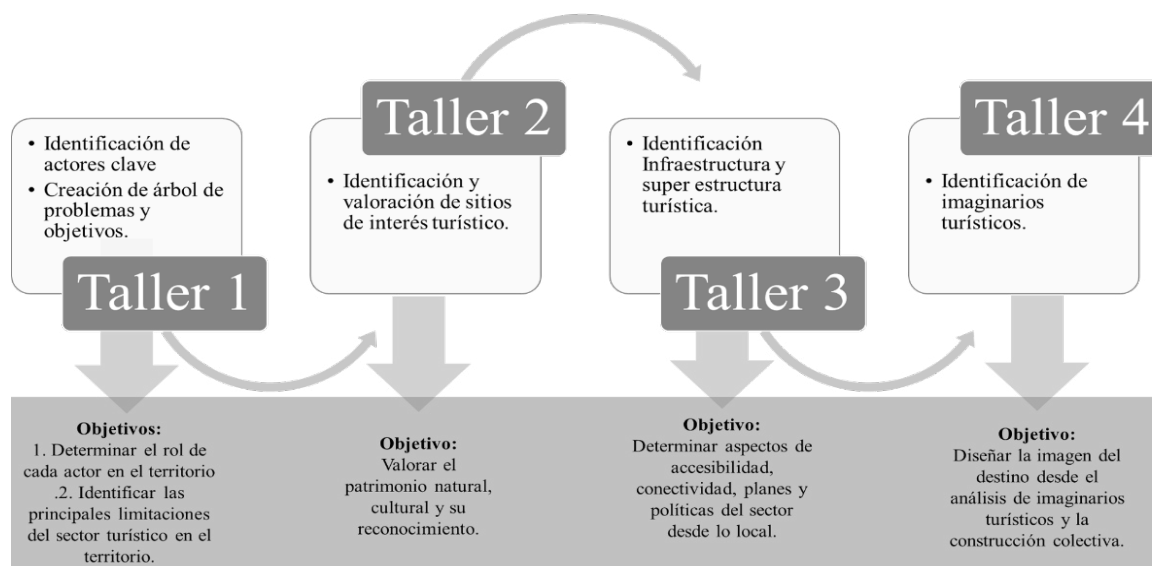 • Identificación de
actores clave
• Creación de árbol de
problemas y
objetivos.
Taller 1
Taller 2
• Identificación y
valoración de sitios
de interés turístico.
• Identificación
Infraestructura y
super estructura
turística.
Taller 3
Taller 4
• Identificación de
imaginarios
turísticos.
Objetivos:
1. Determinar el rol de
cada actor en el territorio
.2. Identificar las
principales limitaciones
del sector turístico en el
territorio.
Objetivo:
Valorar el
patrimonio natural,
cultural y su
reconocimiento.
Objetivo:
Determinar aspectos de
accesibilidad,
conectividad, planes y
políticas del sector
desde lo local.
Objetivo:
Diseñar la imagen del
destino desde el
análisis de imaginarios
turísticos y la
construcción colectiva.